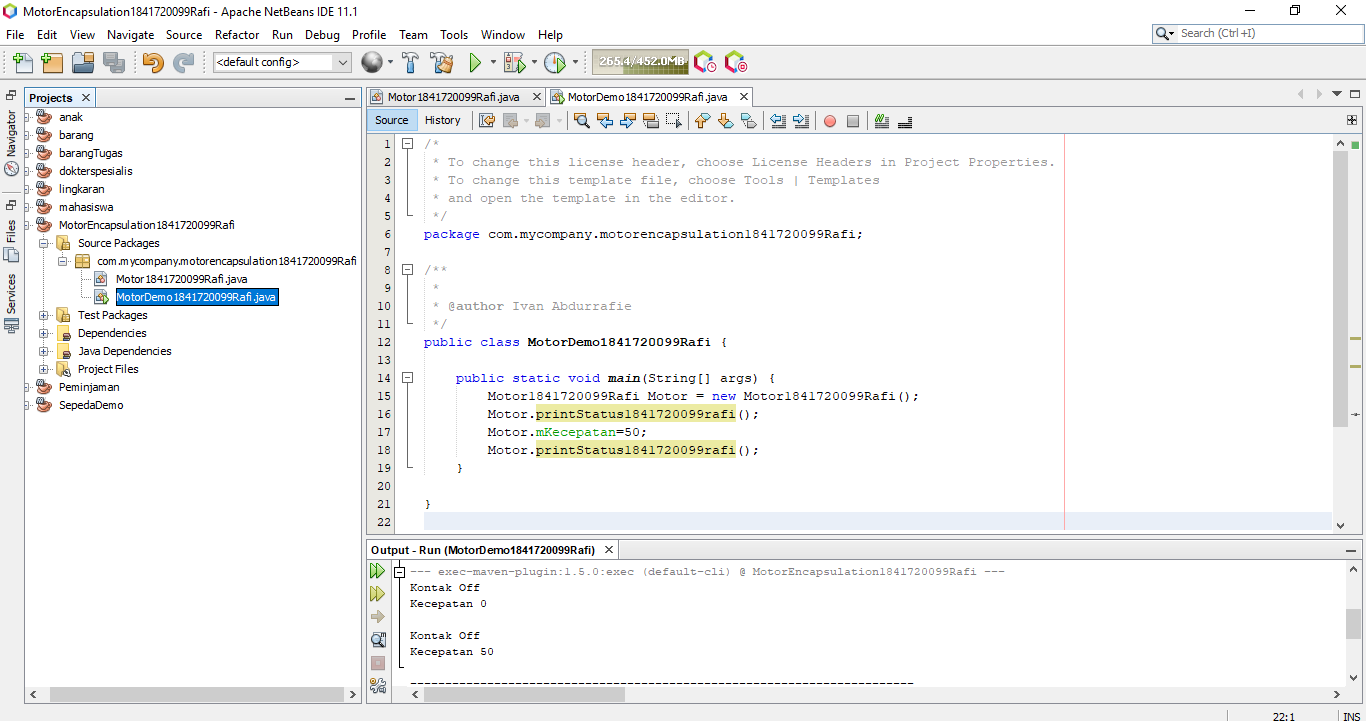 MotorEncapsulation1841720099Rafi - Apache NetBeans IDE 11.1
File Edit View Navigate Source Refactor Run Debug Profile Team Tools Window Help
Search (Ctrl+I)
<default config>
265.4/452.0MB
Projects
Navigator
Files
Services
anak
barang
barangTugas
dokterspesialis
lingkaran
mahasiswa
MotorEncapsulation1841720099Rafi
Source Packages
com.mycompany.motorencapsulation1841720099Rafi
Motor1841720099Rafi.java
MotorDemo1841720099Rafi.java
Test Packages
Dependencies
Java Dependencies
Project Files
Peminjaman
SepedaDemo
Motor1841720099Rafi.java MotorDemo1841720099Rafi.java
Source History
1 /*
2 * To change this license header, choose License Headers in Project Properties.
3 * To change this template file, choose Tools | Templates
4 * and open the template in the editor.
5 */
6 package com.mycompany.motorencapsulation1841720099Rafi;
7
8 /**
9 *
10 * @author Ivan Abdurrafie
11 */
12 public class MotorDemo1841720099Rafi {
13
14 public static void main(String[] args) {
15 Motor1841720099Rafi Motor = new Motor1841720099Rafi();
16 Motor.printStatus1841720099rafi();
17 Motor.mKecepatan=50;
18 Motor.printStatus1841720099rafi();
19 }
20
21 }
22
Output - Run (MotorDemo1841720099Rafi)
--- exec-maven-plugin:1.5.0:exec (default-cli) @ MotorEncapsulation1841720099Rafi ---
Kontak Off
Kecepatan 0
Kontak Off
Kecepatan 50
------------------------------------------------------------------------
22:1 INS